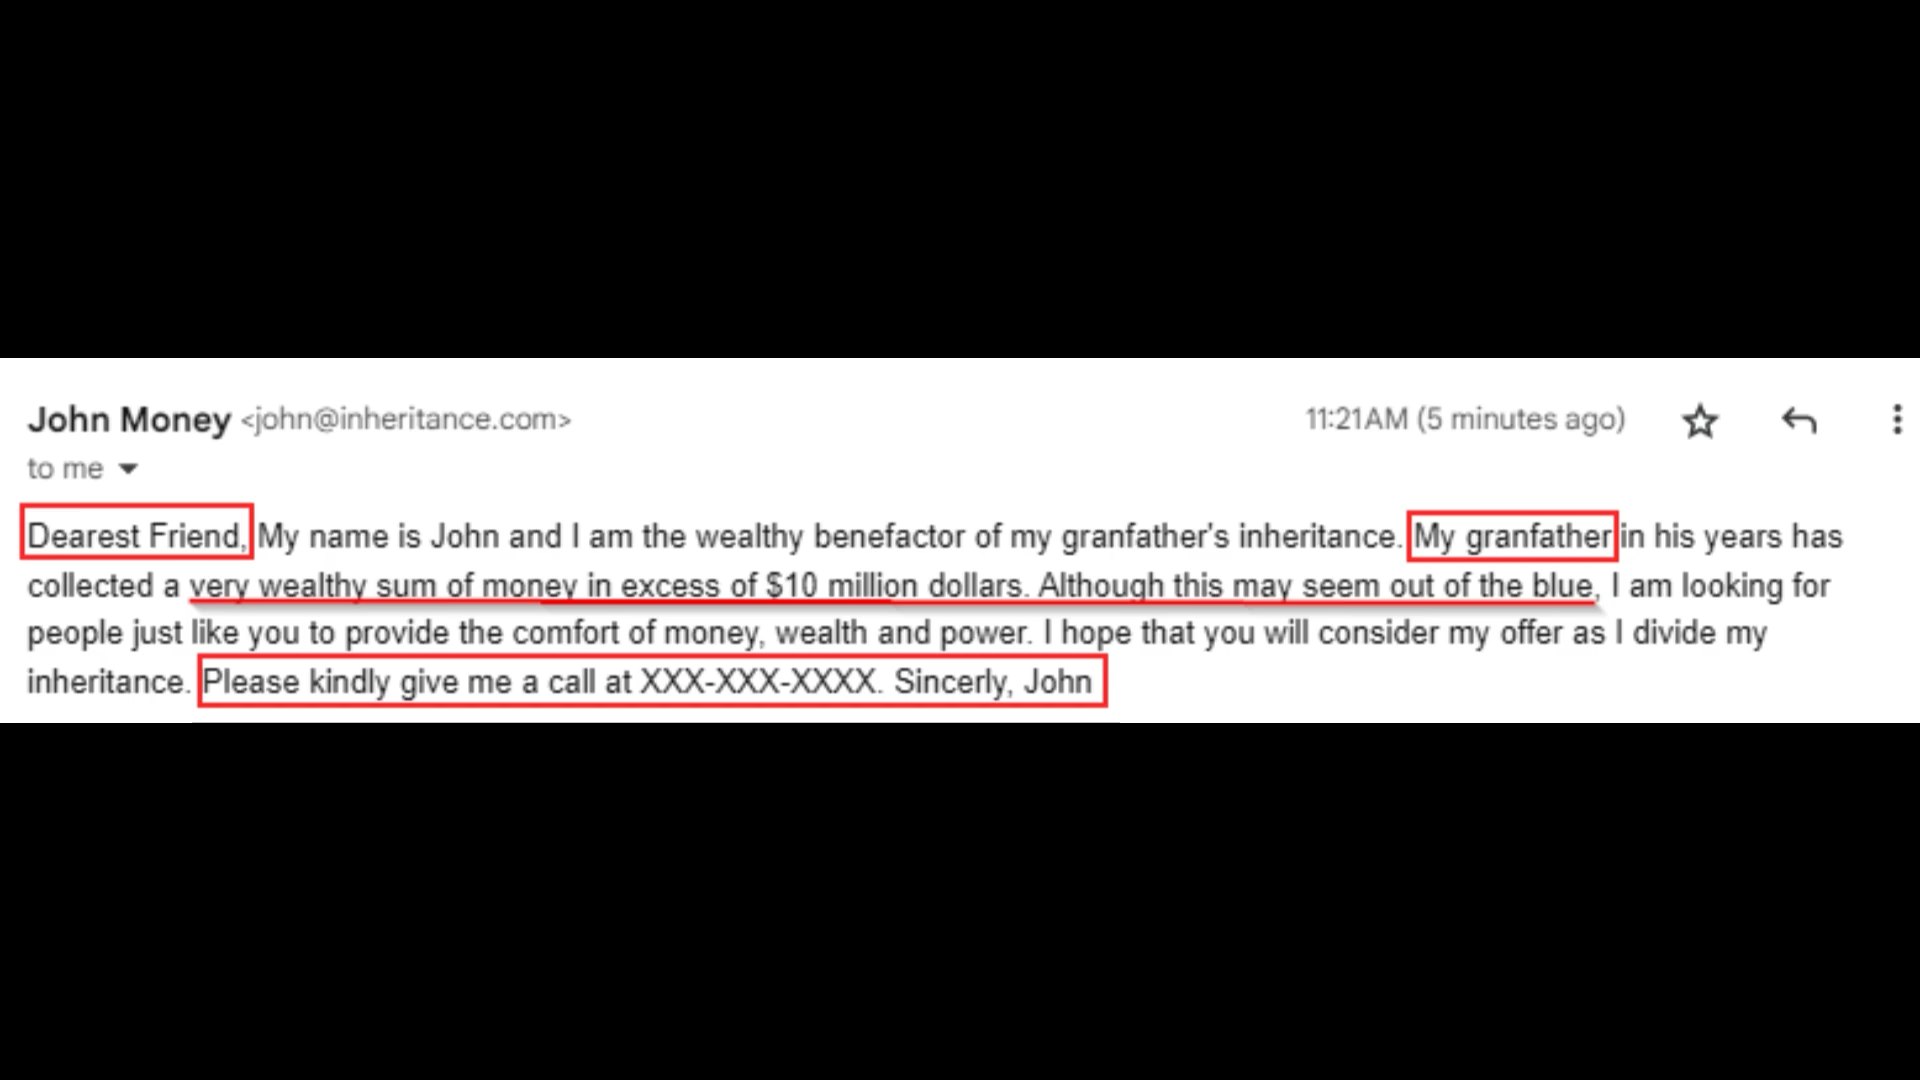 John Money <john@inheritance.com> 11:21AM (5 minutes ago)
to me
Dearest Friend, My name is John and I am the wealthy benefactor of my granfather's inheritance. My granfather in his years has
collected a very wealthy sum of money in excess of $10 million dollars. Although this may seem out of the blue, I am looking for
people just like you to provide the comfort of money, wealth and power. I hope that you will consider my offer as I divide my
inheritance. Please kindly give me a call at XXX-XXX-XXXX. Sincerly, John